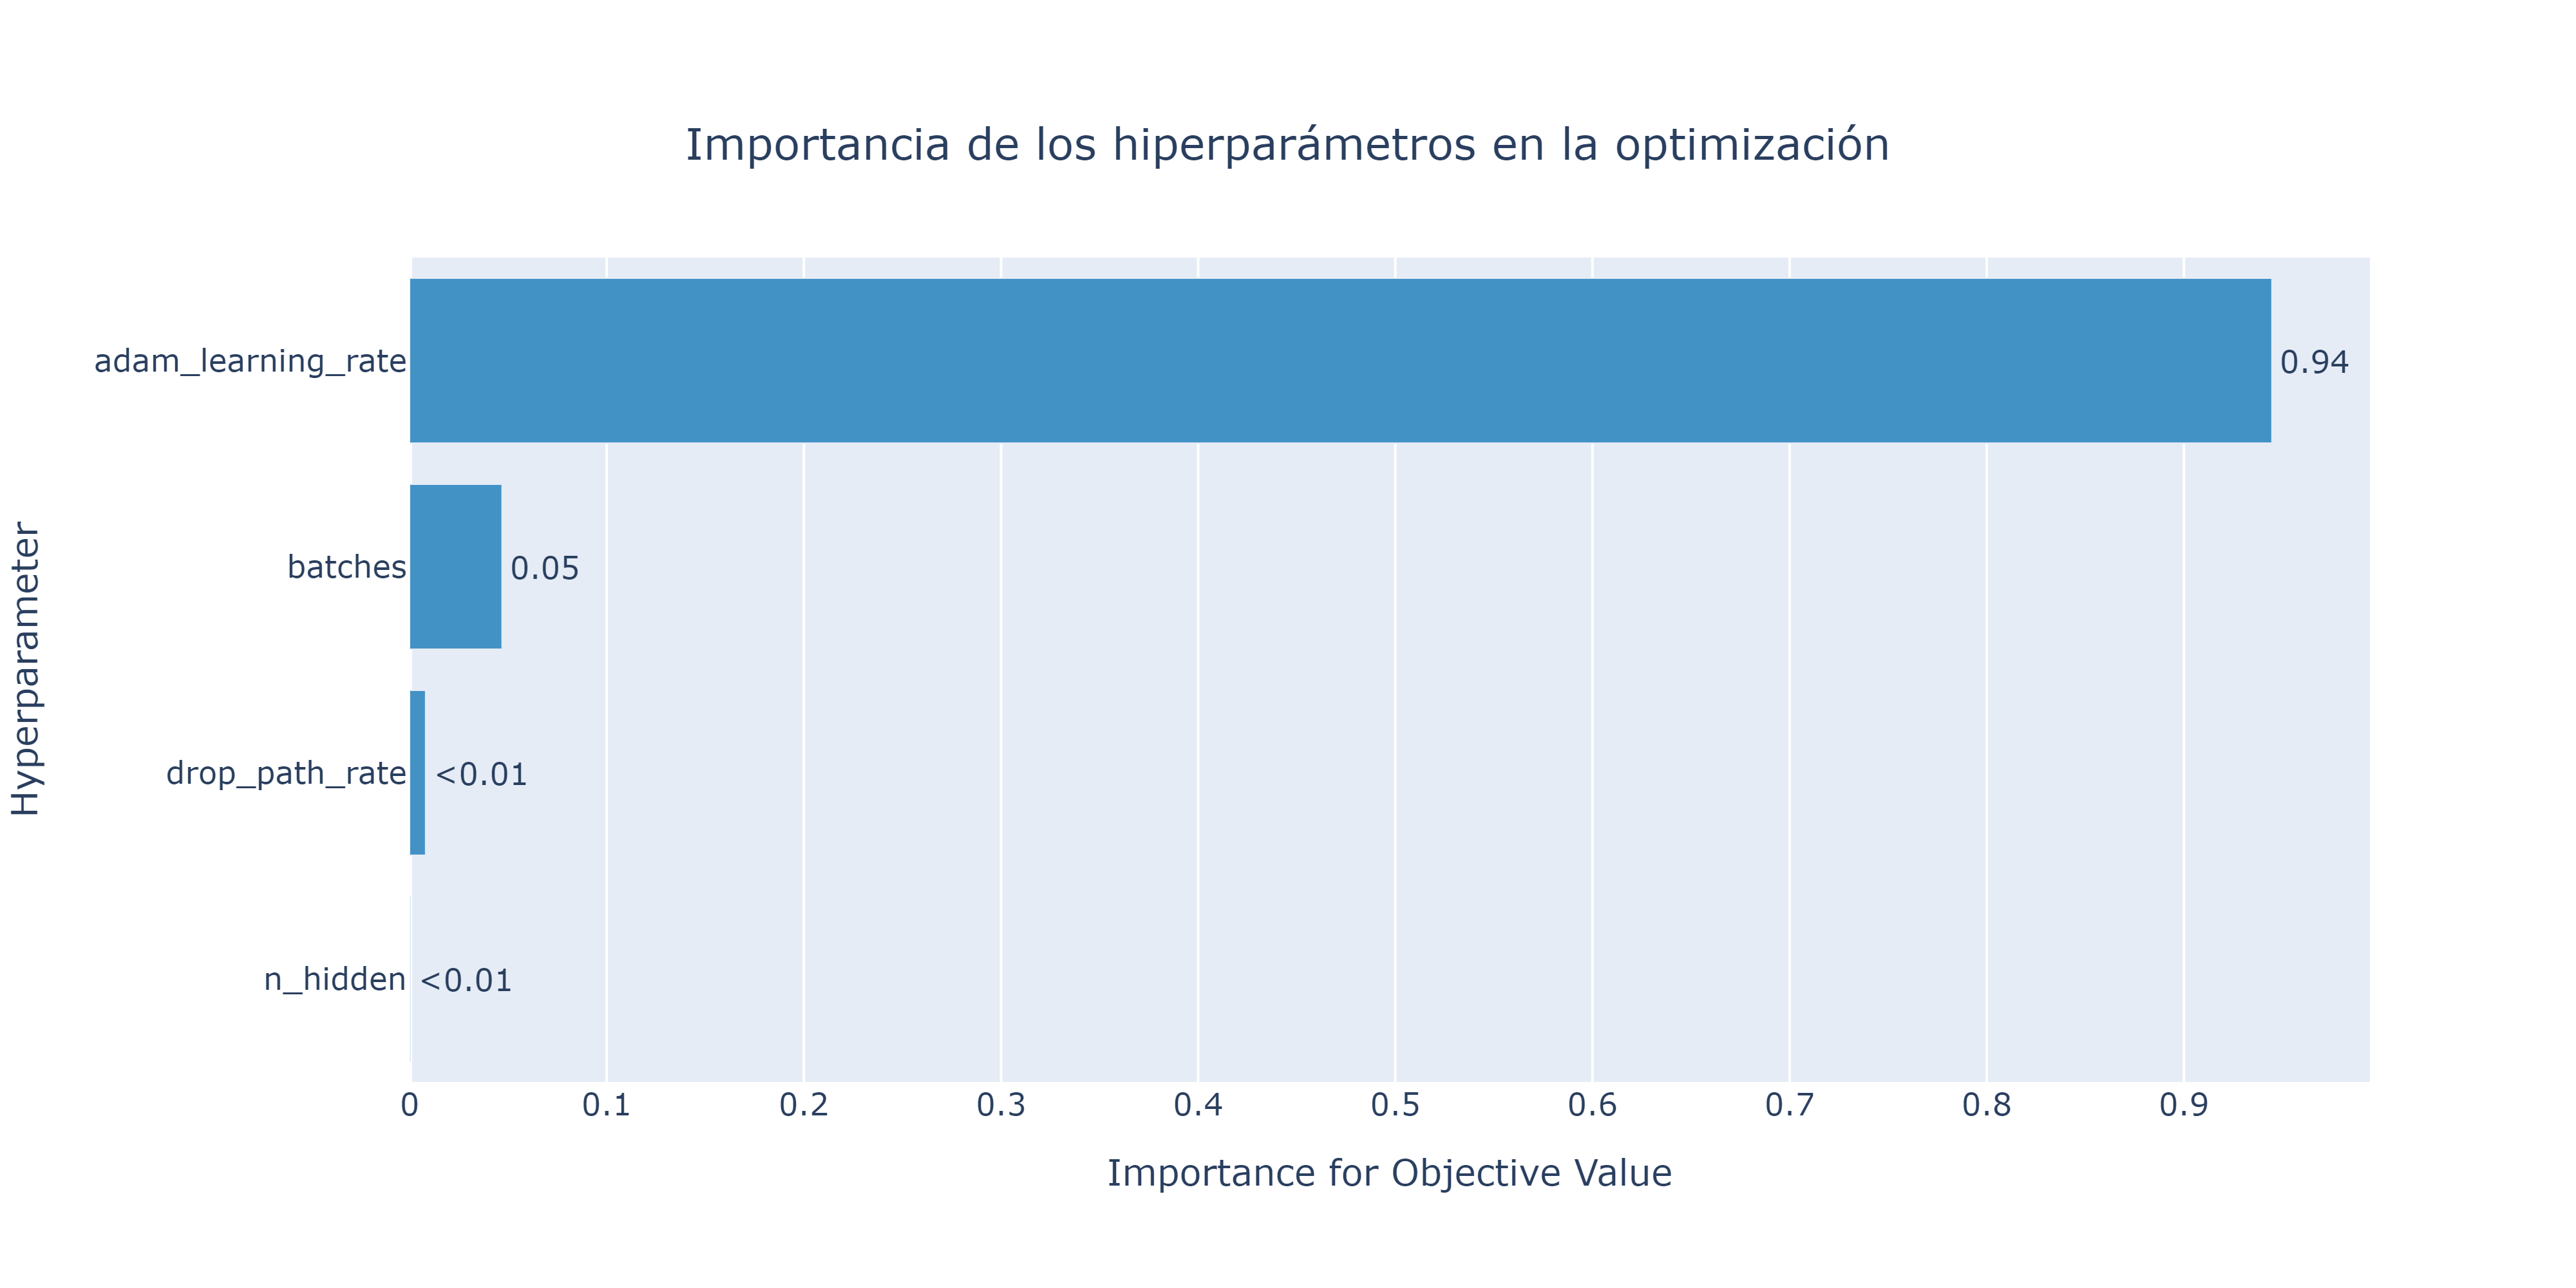 Importancia de los hiperparámetros en la optimización
Hyperparameter
adam_learning_rate 0.94
batches 0.05
drop_path_rate <0.01
n_hidden <0.01
0 0.1 0.2 0.3 0.4 0.5 0.6 0.7 0.8 0.9
Importance for Objective Value